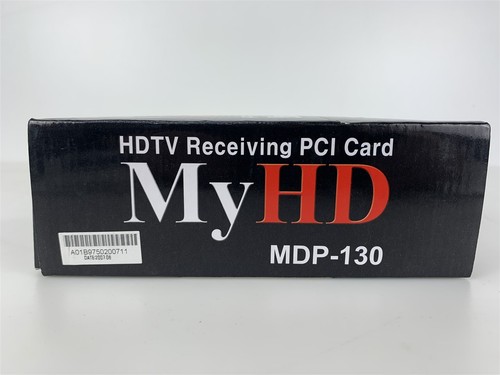 HDTV Receiving PCI Card
MyHD
A01B9750200711
MDP-130